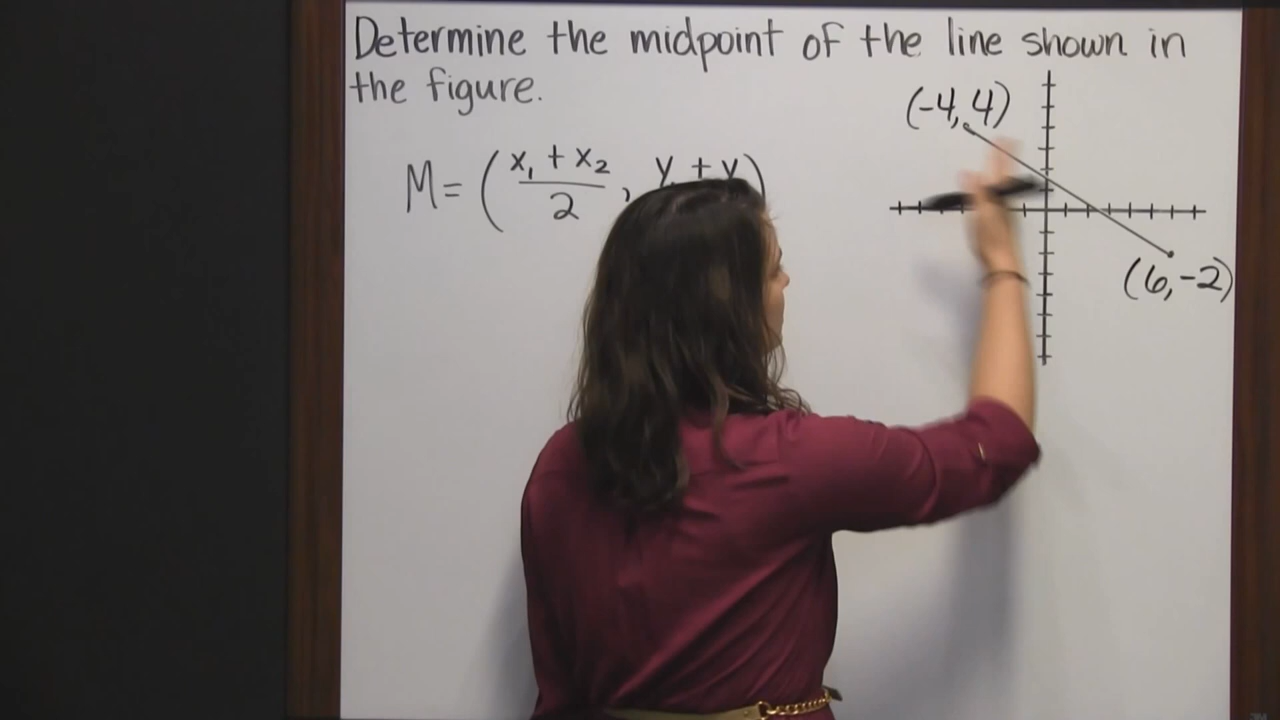 Determine the midpoint of the line shown in
the figure.
(-4, 4)
M = ( x₁ + x₂ / 2 , y + y )
(6, -2)